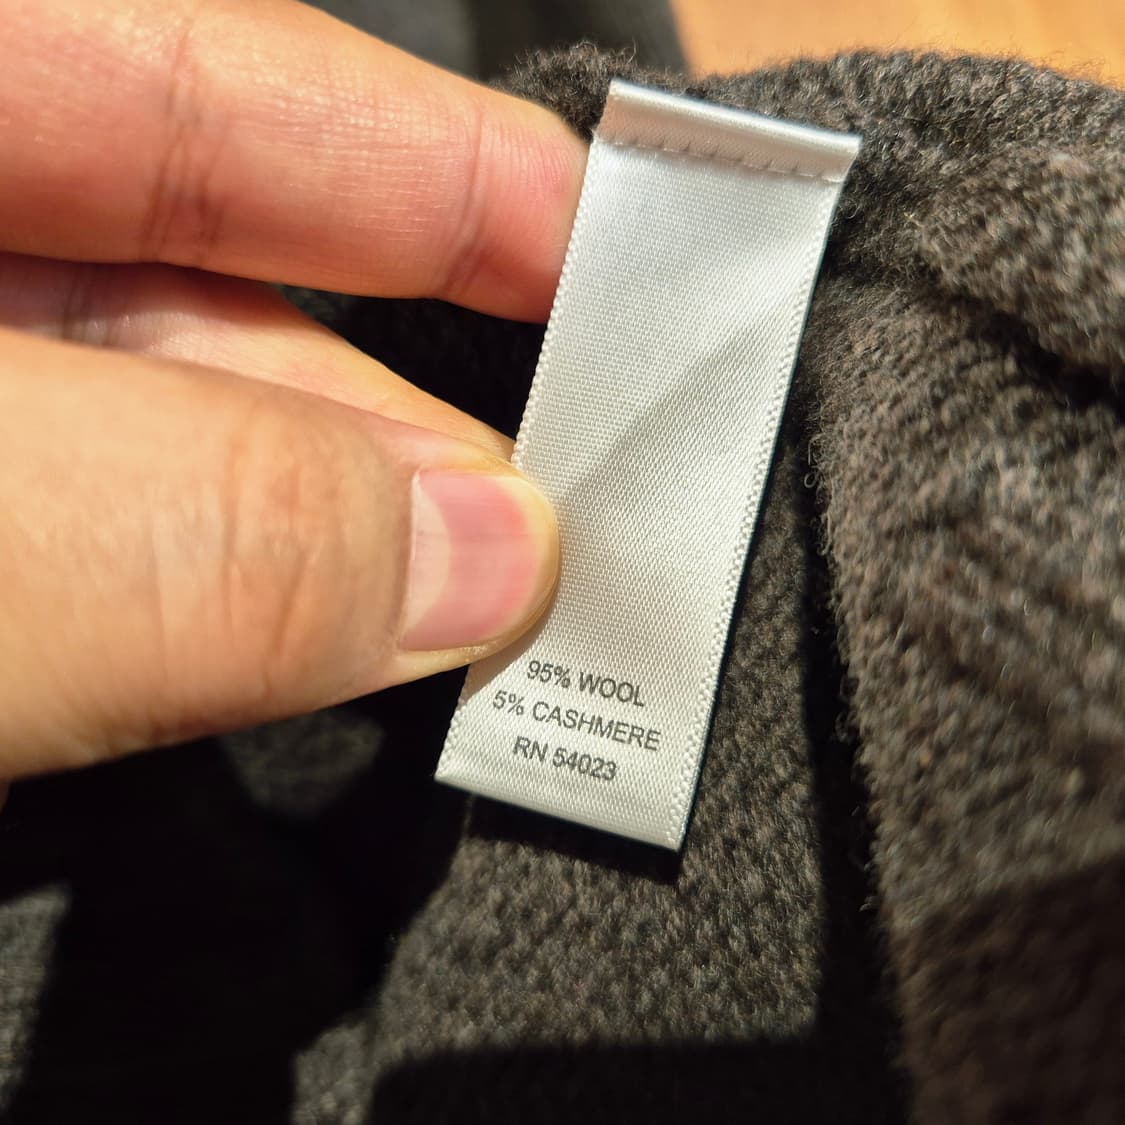 95% WOOL
5% CASHMERE
RN 54023